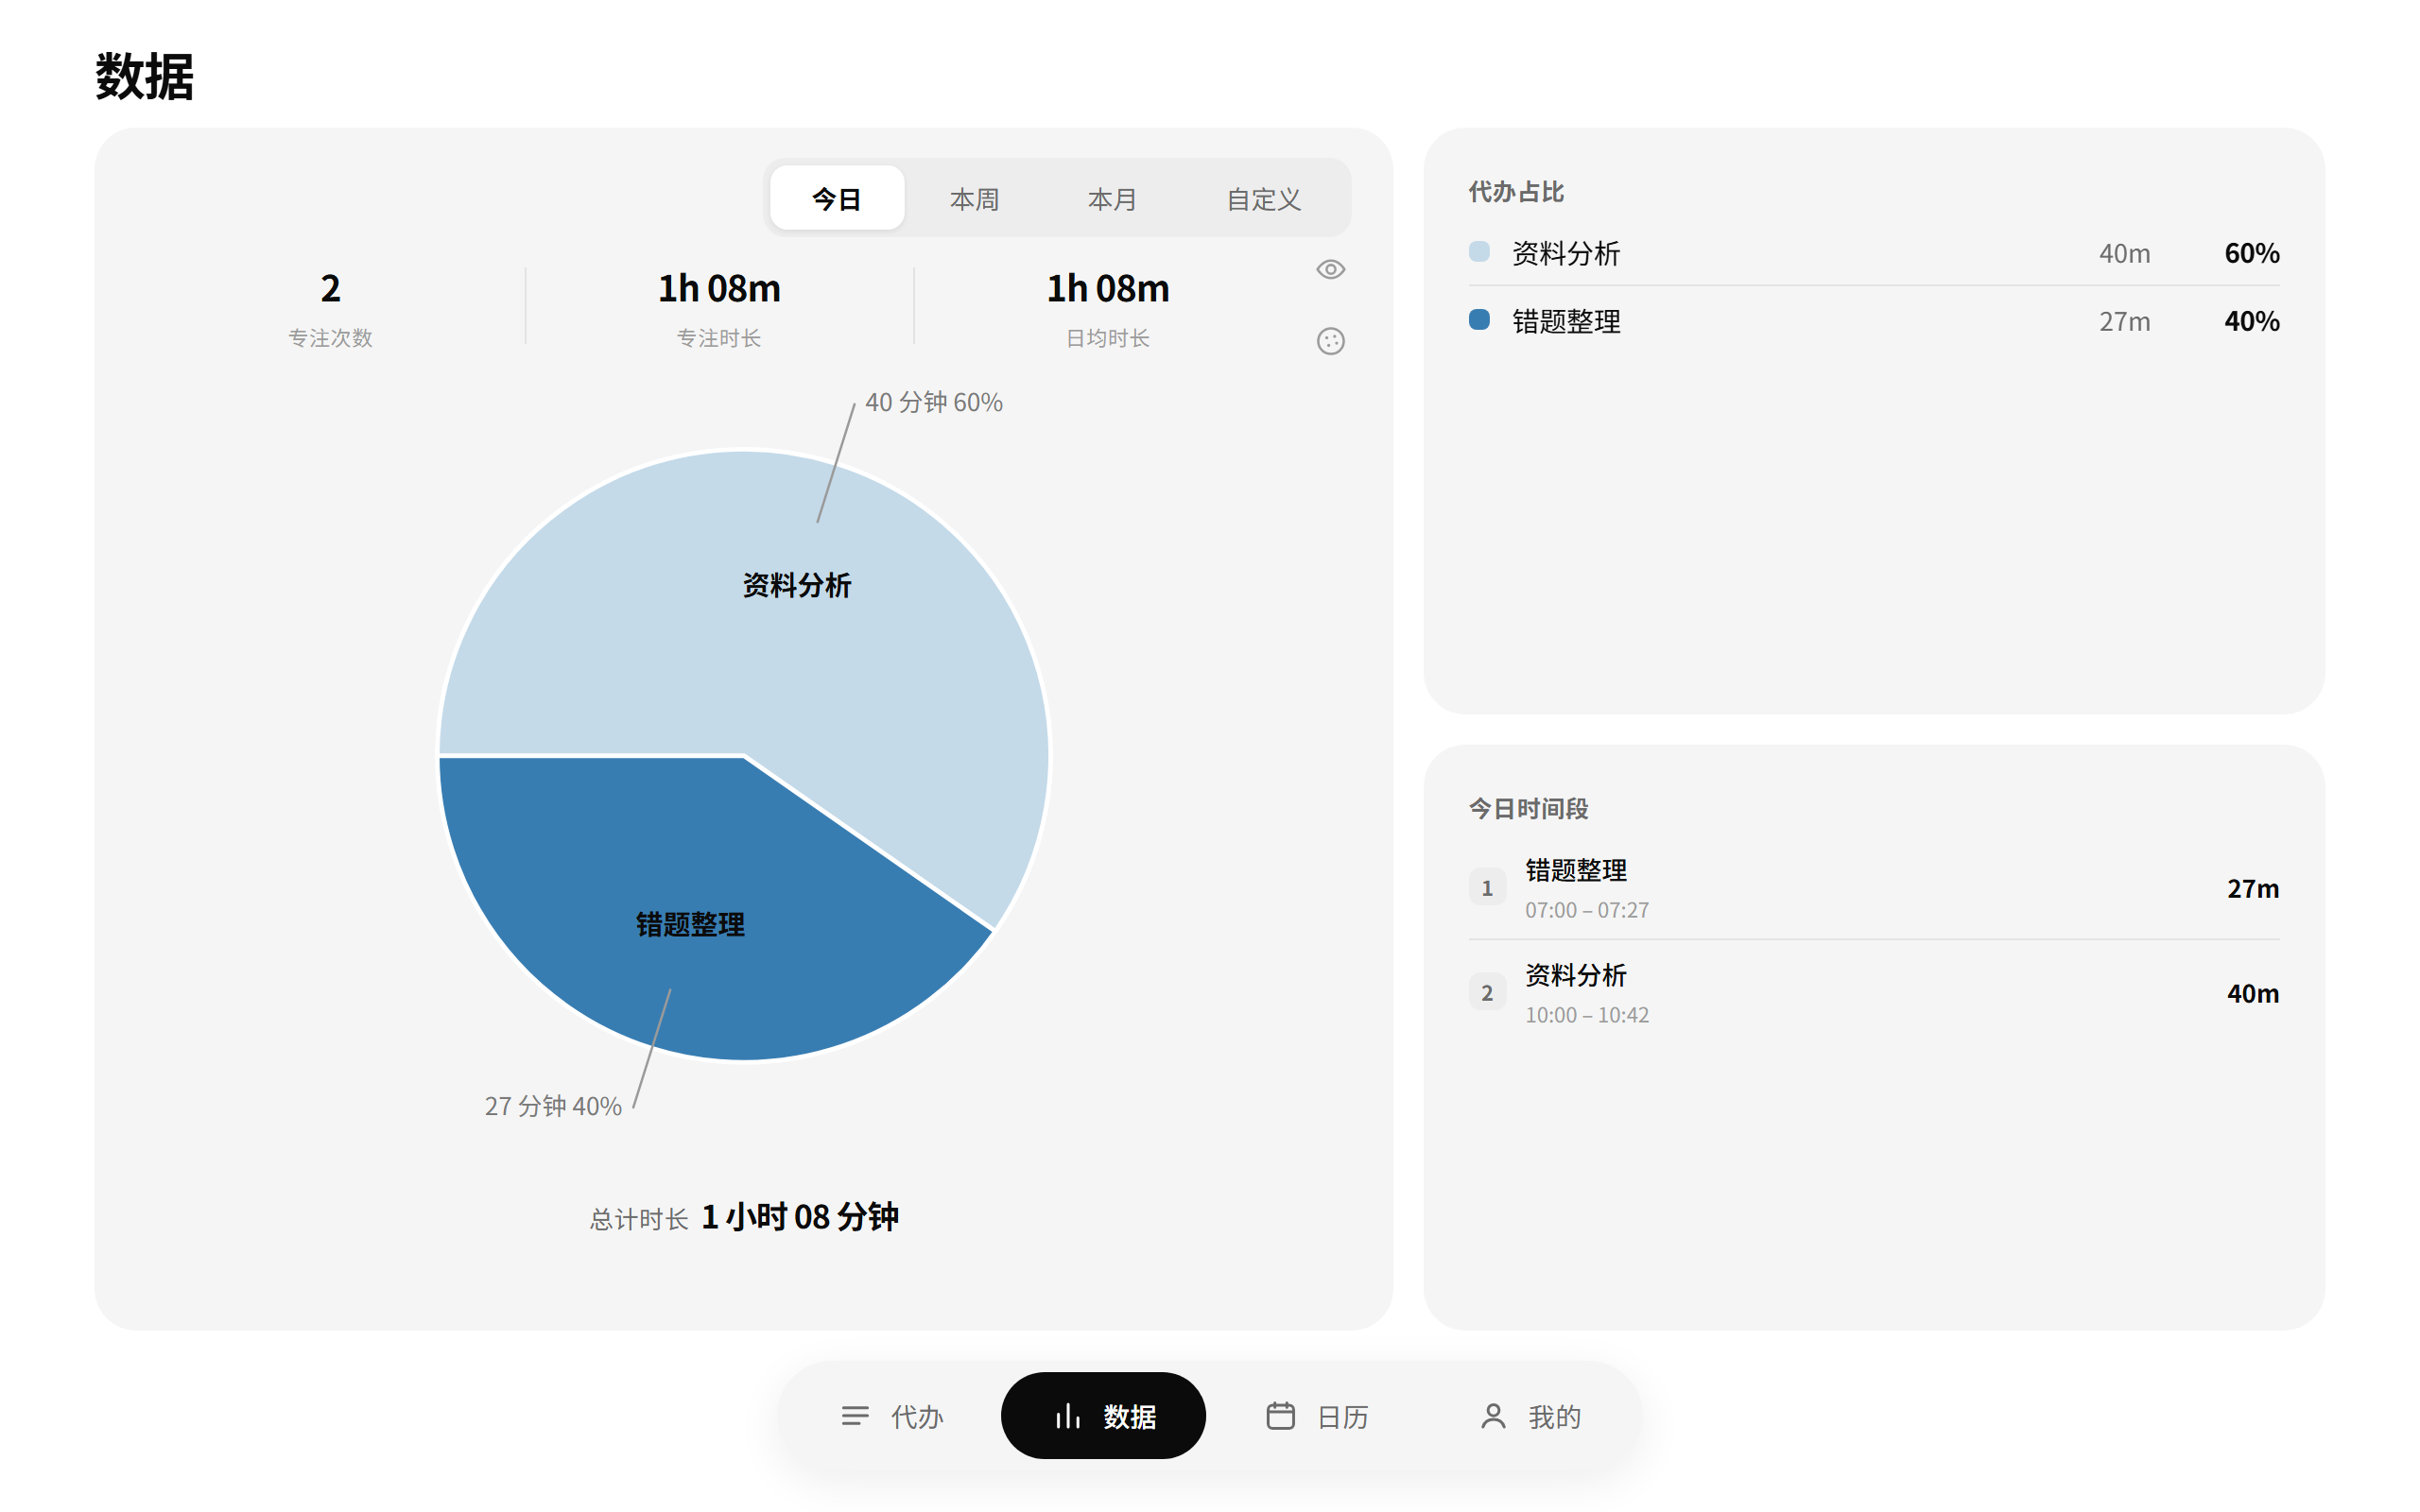 数据
今日 本周 本月 自定义
2 1h 08m 1h 08m
专注次数 专注时长 日均时长
40 分钟 60%
资料分析
错题整理
27 分钟 40%
总计时长 1 小时 08 分钟
代办占比
资料分析 40m 60%
错题整理 27m 40%
今日时间段
1 错题整理 27m
07:00 – 07:27
2 资料分析 40m
10:00 – 10:42
代办 数据 日历 我的